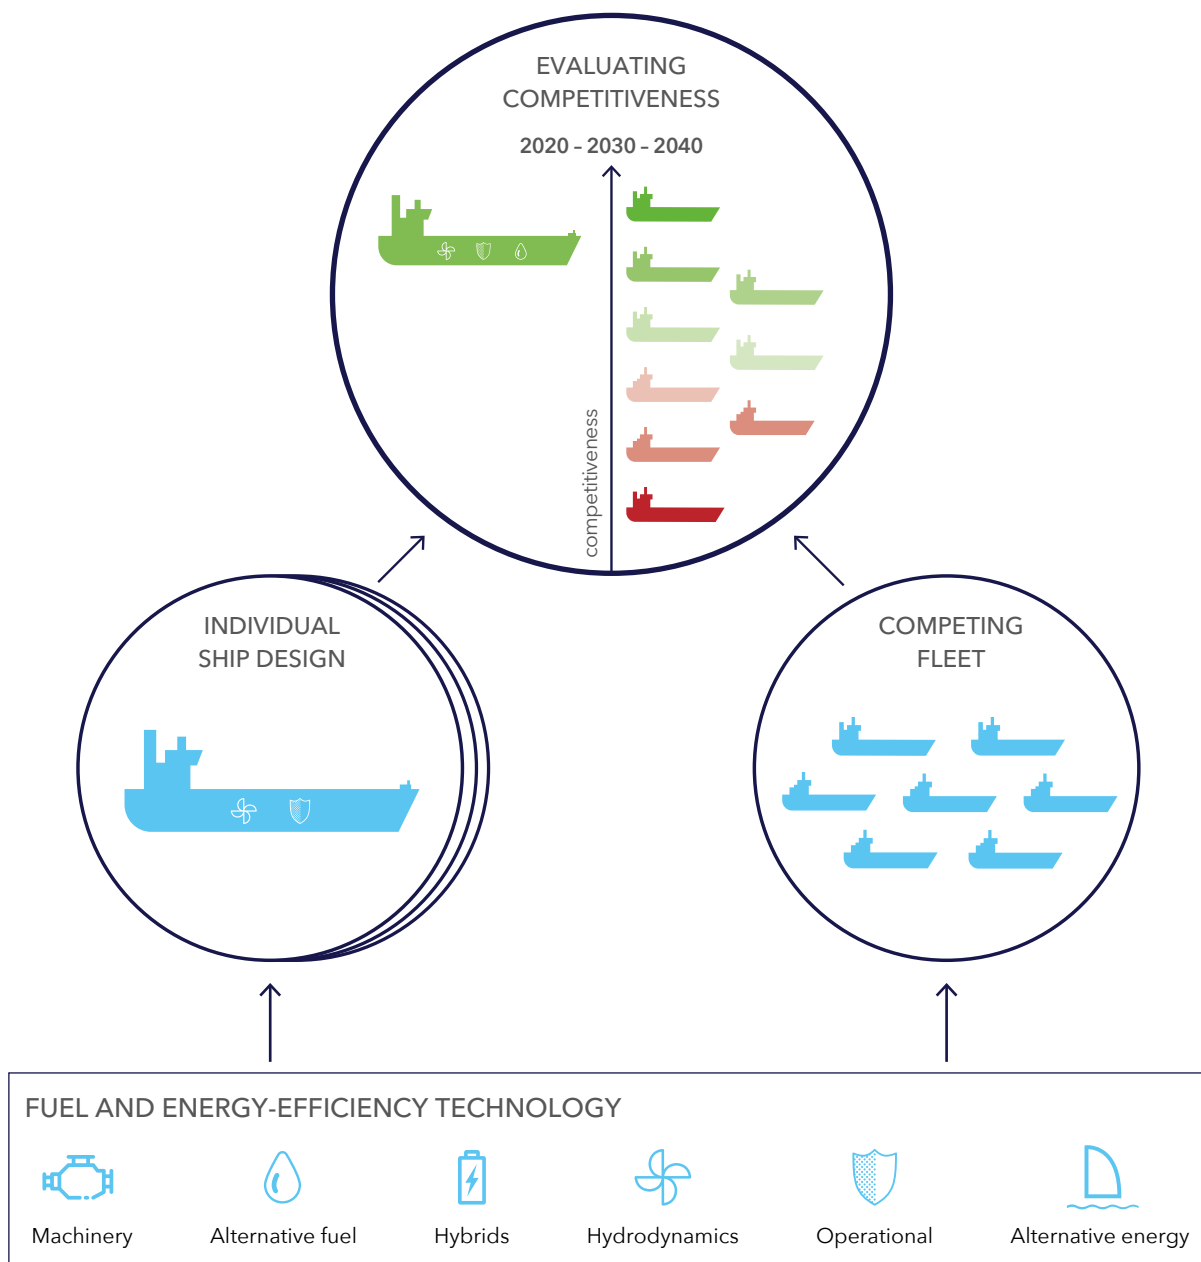 EVALUATING
COMPETITIVENESS
2020 – 2030 – 2040
competitiveness
INDIVIDUAL
SHIP DESIGN
COMPETING
FLEET
FUEL AND ENERGY-EFFICIENCY TECHNOLOGY
Machinery
Alternative fuel
Hybrids
Hydrodynamics
Operational
Alternative energy